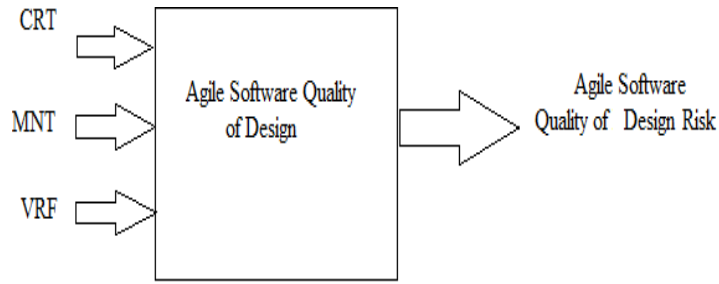 CRT
MNT
VRF
Agile Software Quality
of Design
Agile Software
Quality of Design Risk